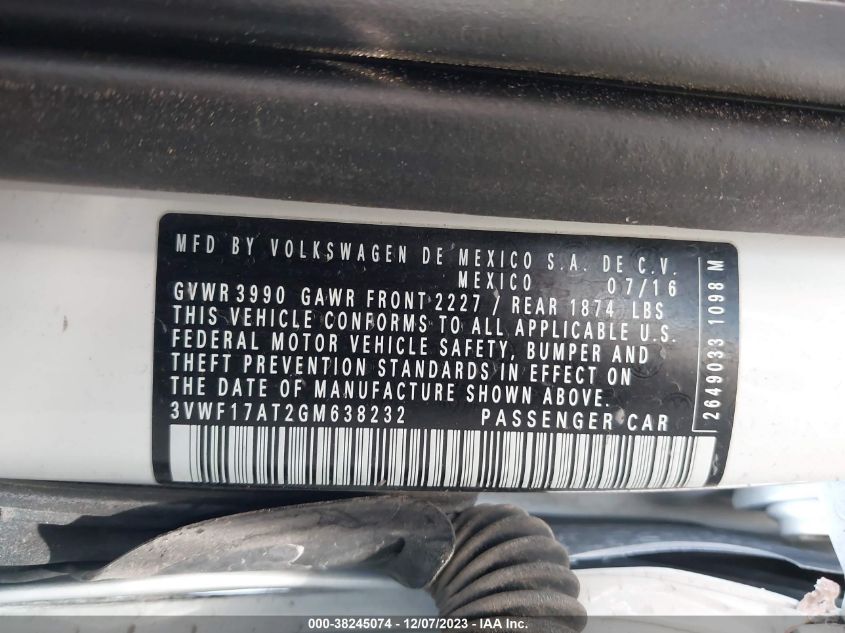 MFD BY VOLKSWAGEN DE MEXICO S.A. DE C.V.
MEXICO 07/16
GVWR 3990 GAWR FRONT 2227 / REAR 1874 LBS
THIS VEHICLE CONFORMS TO ALL APPLICABLE U.S.
FEDERAL MOTOR VEHICLE SAFETY, BUMPER AND
THEFT PREVENTION STANDARDS IN EFFECT ON
THE DATE OF MANUFACTURE SHOWN ABOVE.
3VWF17AT2GM638232 PASSENGER CAR
2649033 1098 M
000-38245074 - 12/07/2023 - IAA Inc.